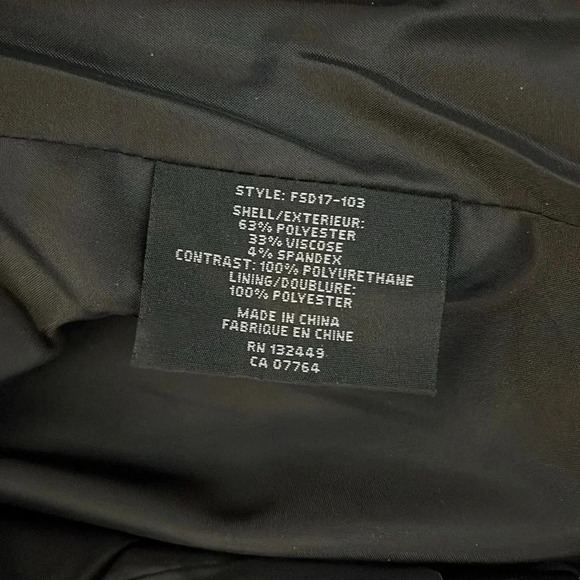 STYLE: FSD17-103
SHELL/EXTERIEUR:
63% POLYESTER
33% VISCOSE
4% SPANDEX
CONTRAST: 100% POLYURETHANE
LINING/DOUBLURE:
100% POLYESTER
MADE IN CHINA
FABRIQUE EN CHINE
RN 132449
CA 07764